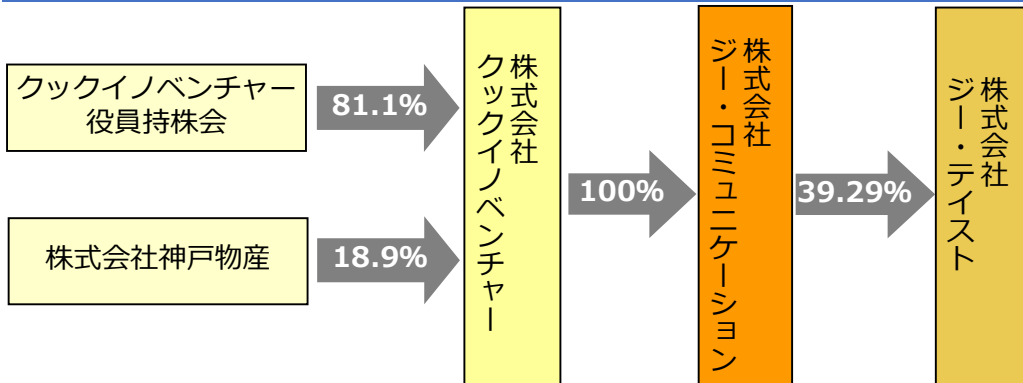 クックイノベンチャー
役員持株会
81.1%
株式会社神戸物産
18.9%
株式会社
クックイノベンチャー
100%
株式会社
ジー・コミュニケーション
39.29%
株式会社
ジー・テイスト